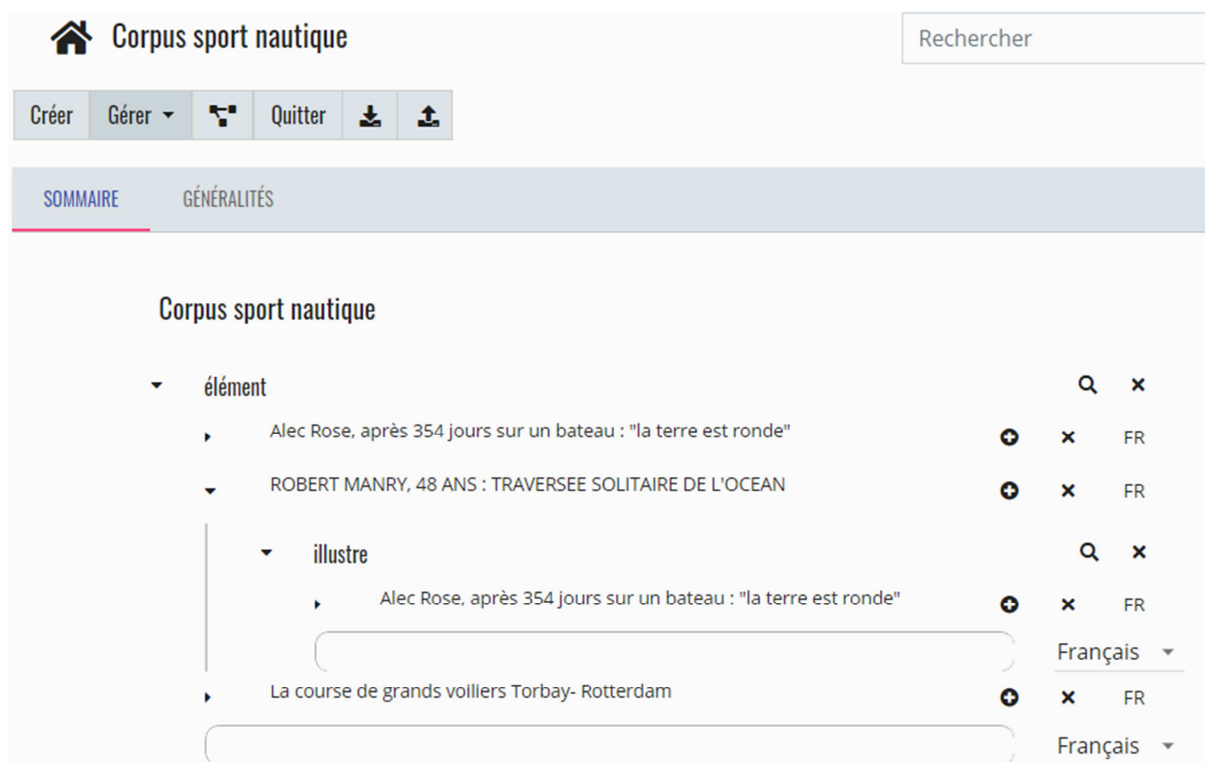 Corpus sport nautique
Rechercher
Créer Gérer Quitter
SOMMAIRE GÉNÉRALITÉS
Corpus sport nautique
élément
Alec Rose, après 354 jours sur un bateau : "la terre est ronde" FR
ROBERT MANRY, 48 ANS : TRAVERSEE SOLITAIRE DE L'OCEAN FR
illustre
Alec Rose, après 354 jours sur un bateau : "la terre est ronde" FR
Français
La course de grands voiliers Torbay- Rotterdam FR
Français